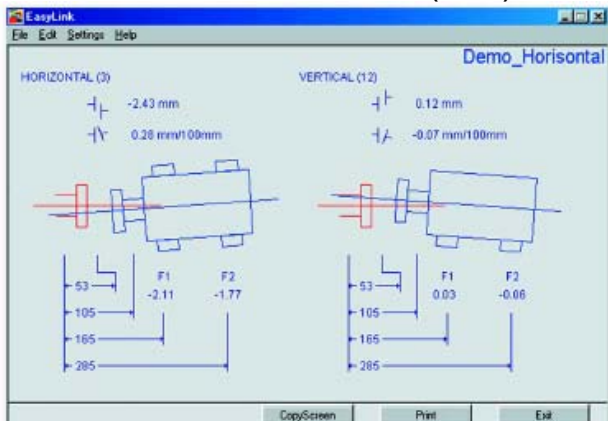 EasyLink
File Edit Settings Help
Demo_Horisontal
HORIZONTAL (3)
-2.43 mm
0.28 mm/100mm
F1 F2
-2.11 -1.77
53
105
165
285
VERTICAL (12)
0.12 mm
-0.07 mm/100mm
F1 F2
0.03 -0.06
53
105
165
285
CopyScreen Print Exit